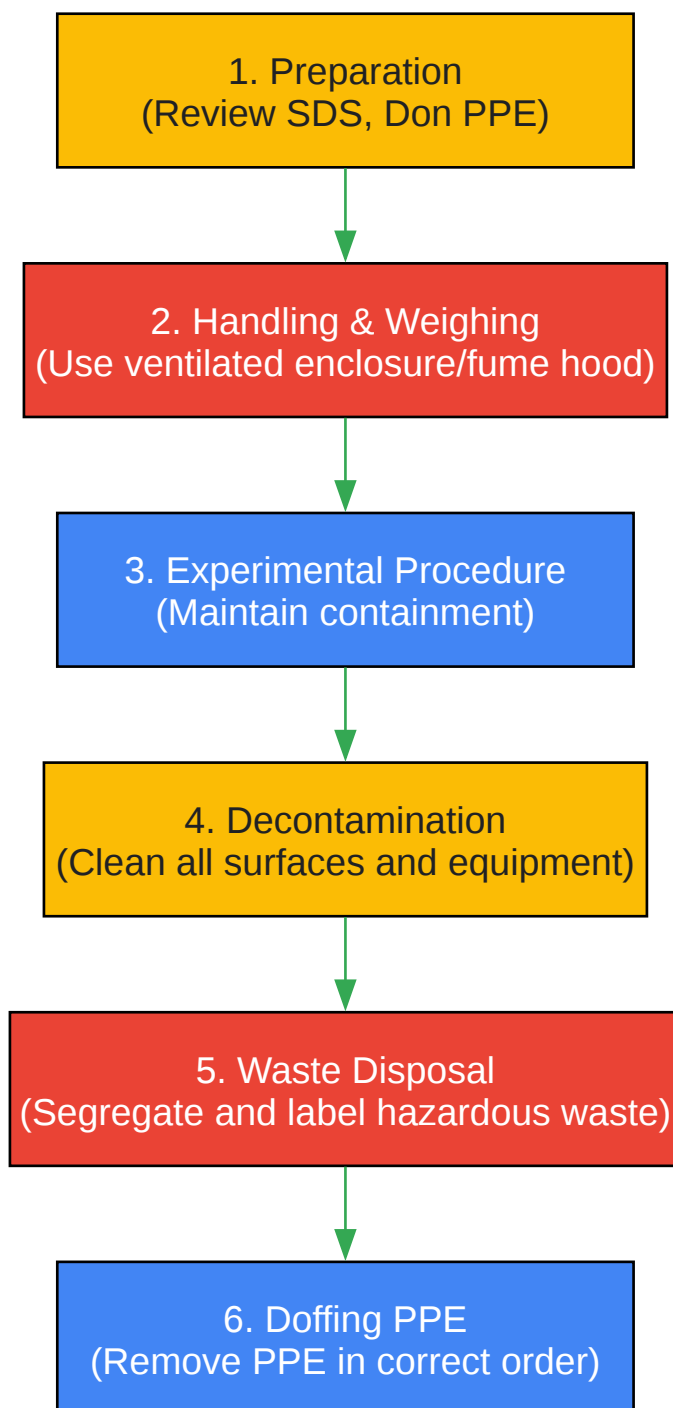 1. Preparation
(Review SDS, Don PPE)
2. Handling & Weighing
(Use ventilated enclosure/fume hood)
3. Experimental Procedure
(Maintain containment)
4. Decontamination
(Clean all surfaces and equipment)
5. Waste Disposal
(Segregate and label hazardous waste)
6. Doffing PPE
(Remove PPE in correct order)